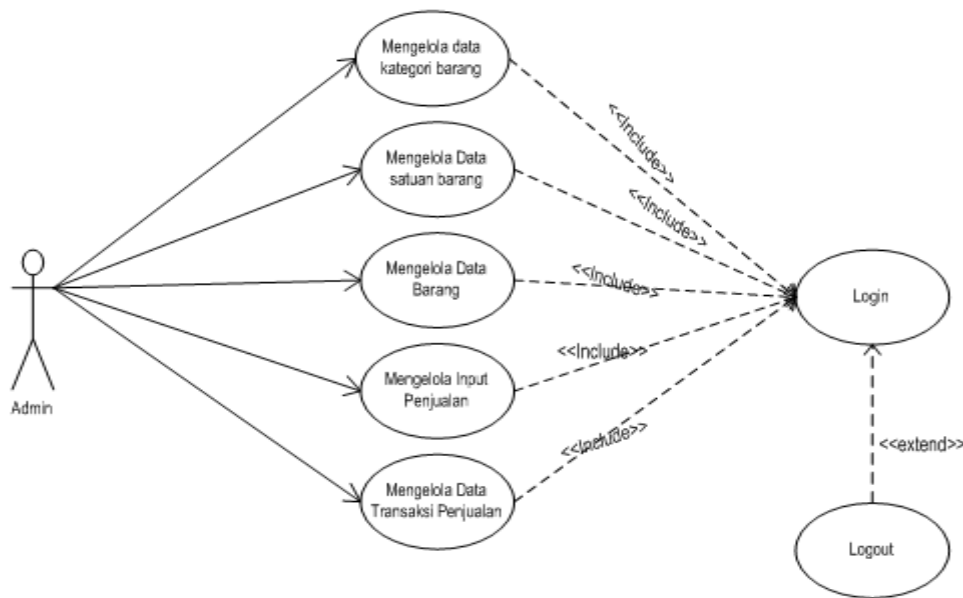 Mengelola data
kategori barang
<<Include>>
Mengelola Data
satuan barang
<<Include>>
Mengelola Data
Barang
<<Include>>
Login
Admin
Mengelola Input
Penjualan
<<Include>>
Mengelola Data
Transaksi Penjualan
<<Include>>
<<extend>>
Logout